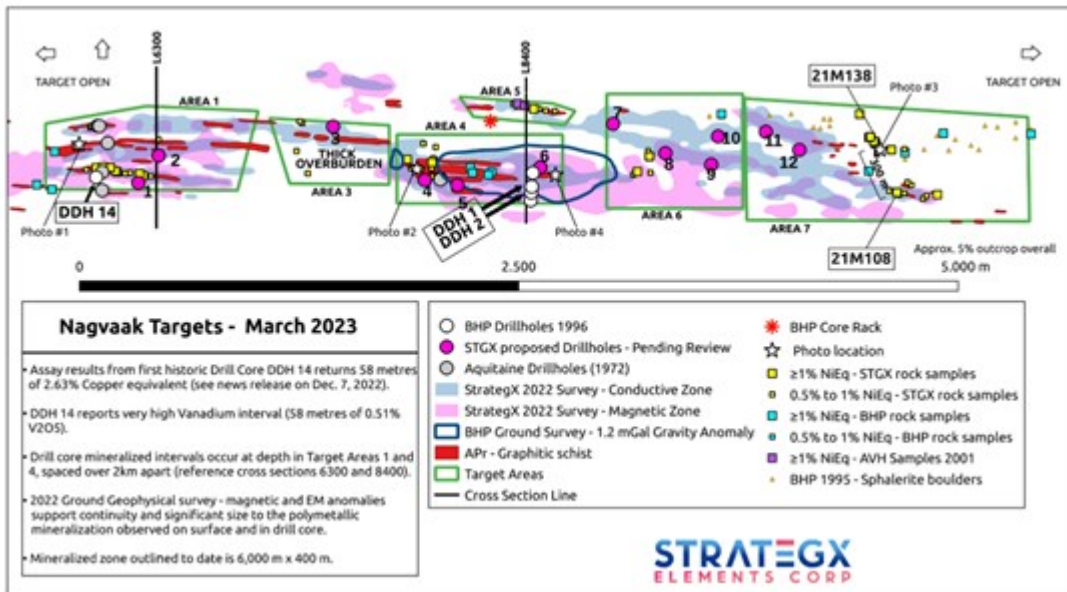 L6300
L8400
TARGET OPEN
TARGET OPEN
AREA 1
AREA 5
21M138
Photo #3
3
THICK
OVERBURDEN
AREA 4
7
10
11
2
6
8
9
12
1
AREA 3
4
5
DDH 14
DDH 1
DDH 2
AREA 6
AREA 7
Photo #1
Photo #2
Photo #4
21M108
Approx. 5% outcrop overall
0
2.500
5.000 m
Nagvaak Targets - March 2023
• Assay results from first historic Drill Core DDH 14 returns 58 metres
of 2.63% Copper equivalent (see news release on Dec. 7, 2022).
• DDH 14 reports very high Vanadium interval (58 metres of 0.51%
V2O5).
• Drill core mineralized intervals occur at depth in Target Areas 1 and
4, spaced over 2km apart (reference cross sections 6300 and 8400).
• 2022 Ground Geophysical survey - magnetic and EM anomalies
support continuity and significant size to the polymetallic
mineralization observed on surface and in drill core.
• Mineralized zone outlined to date is 6,000 m x 400 m.
BHP Drillholes 1996
STGX proposed Drillholes - Pending Review
Aquitaine Drillholes (1972)
StrategX 2022 Survey - Conductive Zone
StrategX 2022 Survey - Magnetic Zone
BHP Ground Survey - 1.2 mGal Gravity Anomaly
APr - Graphitic schist
Target Areas
Cross Section Line
BHP Core Rack
Photo location
≥1% NiEq - STGX rock samples
0.5% to 1% NiEq - STGX rock samples
≥1% NiEq - BHP rock samples
0.5% to 1% NiEq - BHP rock samples
≥1% NiEq - AVH Samples 2001
BHP 1995 - Sphalerite boulders
STRATEGX
ELEMENTS CORP